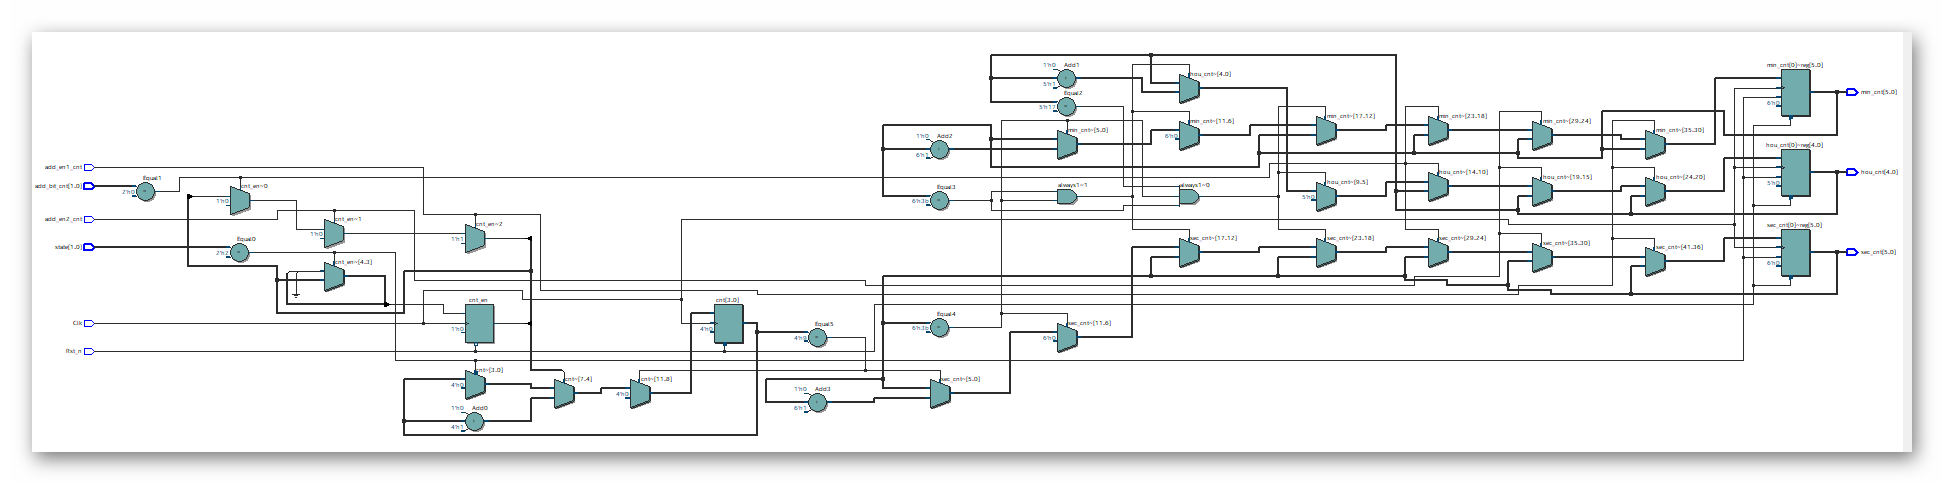 min_cnt[0]~reg[5.0]
1'h0 Add1
hou_cnt~[4.0]
5'h1
Equal2
min_cnt[5.0]
6'h0
5'h17
min_cnt~[11.6]
min_cnt~[17.12]
min_cnt~[23.18]
min_cnt~[29.24]
min_cnt~[35.30]
1'h0 Add2
min_cnt~[5.0]
6'h0
6'h1
hou_cnt[0]~reg[4.0]
add_en1_cnt
hou_cnt[4.0]
Equal1
add_bit_cnt[1.0]
2'h0
cnt_en~0
1'h0
Equal3
6'h3b
always1~1
always1~0
hou_cnt~[9.5]
5'h0
hou_cnt~[14.10]
hou_cnt~[19.15]
hou_cnt~[24.20]
5'h0
add_en2_cnt
cnt_en~1
1'h0
cnt_en~2
1'h1
sec_cnt[0]~reg[5.0]
state[1.0]
Equal0
2'h2
sec_cnt~[17.12]
sec_cnt~[23.18]
sec_cnt~[29.24]
sec_cnt~[35.30]
sec_cnt~[41.36]
sec_cnt[5.0]
6'h0
cnt_en~[4.3]
cnt_en
1'h0
cnt[3.0]
4'h0
Clk
Equal5
4'h9
Equal4
6'h3b
sec_cnt~[11.6]
6'h0
Rst_n
cnt~[3.0]
4'h0
cnt~[7.4]
cnt~[11.8]
4'h0
1'h0 Add3
6'h1
sec_cnt~[5.0]
1'h0 Add0
4'h1